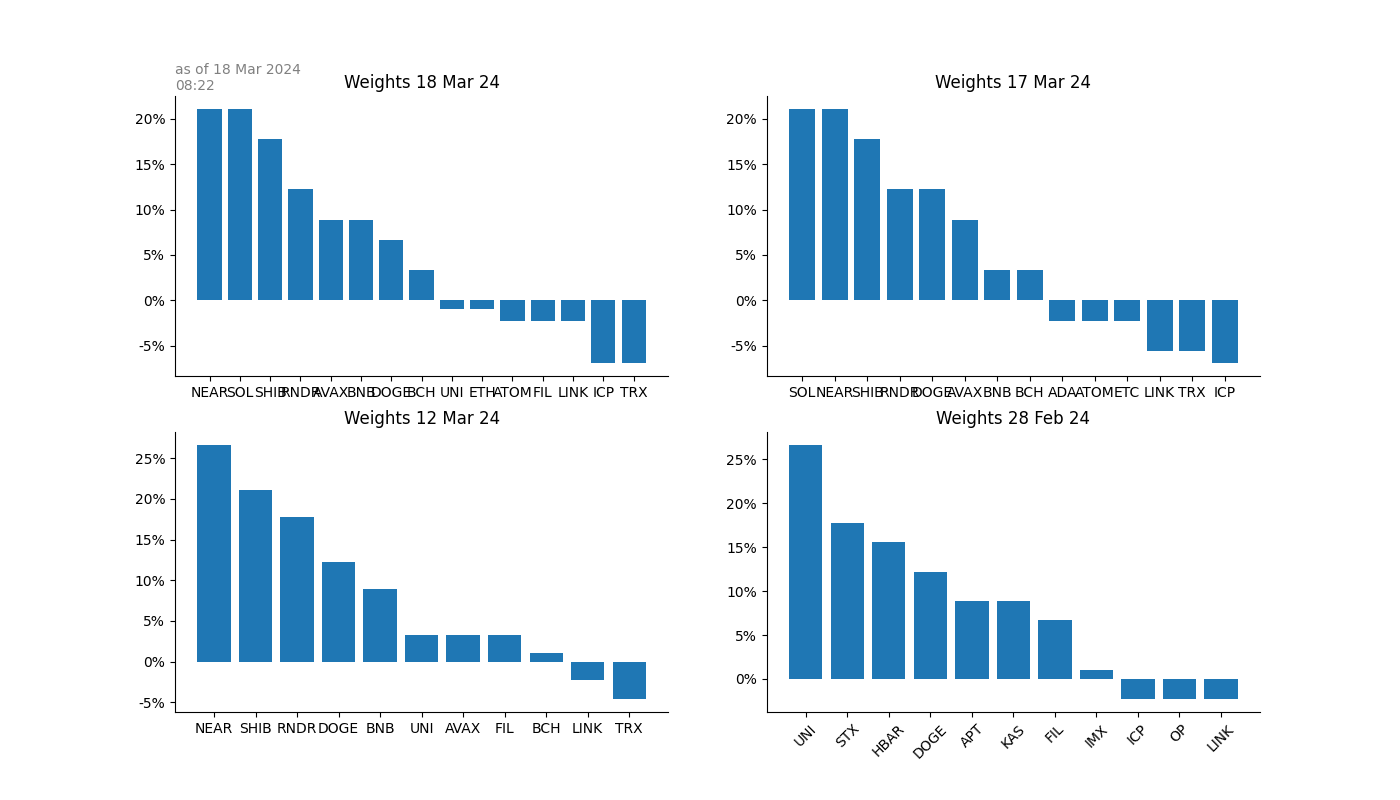 as of 18 Mar 2024
08:22
Weights 18 Mar 24
20%
15%
10%
5%
0%
-5%
NEAR SOL SHIB RNDR AVAX BNB DOGE BCH UNI ETH ATOM FIL LINK ICP TRX
Weights 17 Mar 24
20%
15%
10%
5%
0%
-5%
SOL NEAR SHIB RNDR DOGE AVAX BNB BCH ADA ATOM ETC LINK TRX ICP
Weights 12 Mar 24
25%
20%
15%
10%
5%
0%
-5%
NEAR SHIB RNDR DOGE BNB UNI AVAX FIL BCH LINK TRX
Weights 28 Feb 24
25%
20%
15%
10%
5%
0%
UNI STX HBAR DOGE APT KAS FIL IMX ICP OP LINK